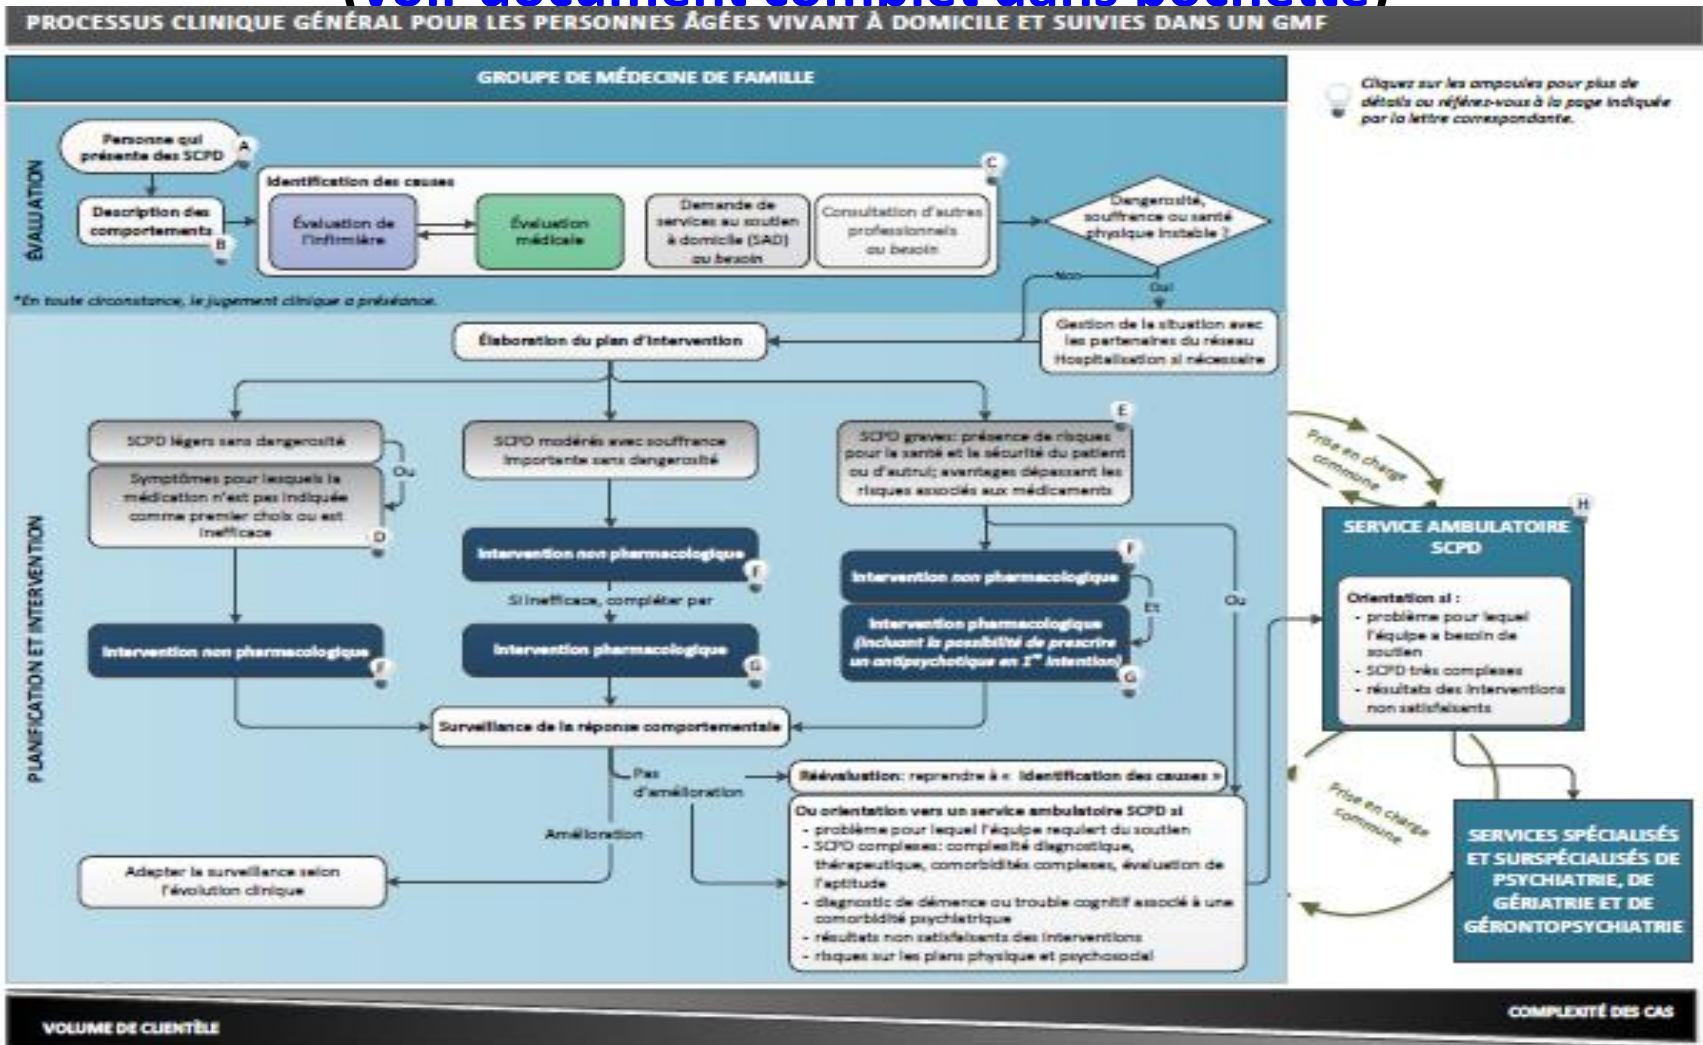 (voir document complet dans pochette)
PROCESSUS CLINIQUE GÉNÉRAL POUR LES PERSONNES ÂGÉES VIVANT À DOMICILE ET SUIVIES DANS UN GMF
GROUPE DE MÉDECINE DE FAMILLE
Cliquez sur les ampoules pour plus de
détails ou référez-vous à la page indiquée
par la lettre correspondante.
ÉVALUATION
Personne qui
présente des SCPD
A
Description des
comportements
B
Identification des causes
C
Évaluation de
l'infirmière
Évaluation
médicale
Demande de
services au soutien
à domicile (SAD)
au besoin
Consultation d'autres
professionnels
au besoin
Dangerosité,
souffrance ou santé
physique instable ?
Non
Oui
*En toute circonstance, le jugement clinique a préséance.
Gestion de la situation avec
les partenaires du réseau
Hospitalisation si nécessaire
PLANIFICATION ET INTERVENTION
Élaboration du plan d'intervention
SCPD légers sans dangerosité
Ou
Symptômes pour lesquels la
médication n'est pas indiquée
comme premier choix ou est
inefficace
D
Intervention non pharmacologique
F
SCPD modérés avec souffrance
importante sans dangerosité
Intervention non pharmacologique
F
Si inefficace, compléter par
Intervention pharmacologique
G
E
SCPD graves: présence de risques
pour la santé et la sécurité du patient
ou d'autrui; avantages dépassant les
risques associés aux médicaments
Intervention non pharmacologique
F
Et
Ou
Intervention pharmacologique
(incluant la possibilité de prescrire
un antipsychotique en 1re intention)
G
Surveillance de la réponse comportementale
Pas
d'amélioration
Amélioration
Adapter la surveillance selon
l'évolution clinique
Réévaluation: reprendre à « Identification des causes »
Ou orientation vers un service ambulatoire SCPD si
- problème pour lequel l'équipe requiert du soutien
- SCPD complexes: complexité diagnostique,
thérapeutique, comorbidités complexes, évaluation de
l'aptitude
- diagnostic de démence ou trouble cognitif associé à une
comorbidité psychiatrique
- résultats non satisfaisants des interventions
- risques sur les plans physique et psychosocial
Prise en charge
commune
H
SERVICE AMBULATOIRE
SCPD
Orientation si :
- problème pour lequel
l'équipe a besoin de
soutien
- SCPD très complexes
- résultats des interventions
non satisfaisants
Prise en charge
commune
SERVICES SPÉCIALISÉS
ET SURSPÉCIALISÉS DE
PSYCHIATRIE, DE
GÉRIATRIE ET DE
GÉRONTOPSYCHIATRIE
VOLUME DE CLIENTÈLE
COMPLEXITÉ DES CAS